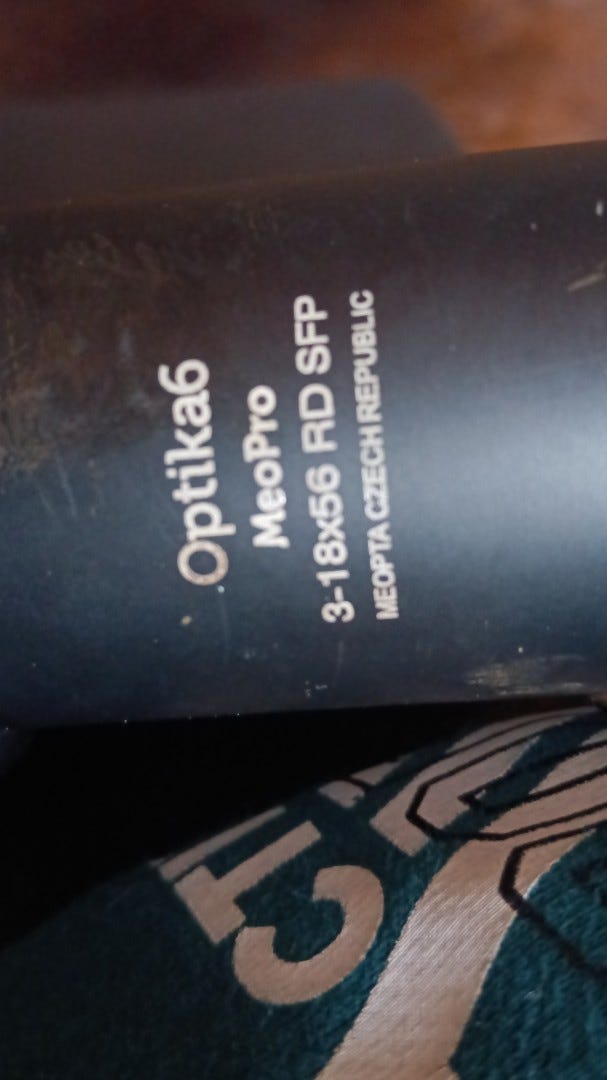 Optika6
MeoPro
3-18x56 RD SFP
MEOPTA CZECH REPUBLIC